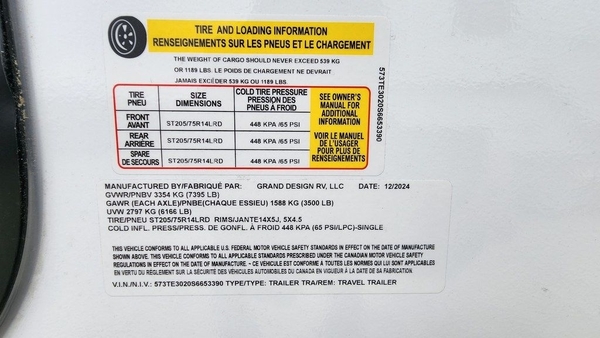 TIRE AND LOADING INFORMATION
RENSEIGNEMENTS SUR LES PNEUS ET LE CHARGEMENT
THE WEIGHT OF CARGO SHOULD NEVER EXCEED 539 KG
OR 1189 LBS. LE POIDS DE CHARGEMENT NE DEVRAIT
JAMAIS EXCÉDER 539 KG OU 1189 LBS.
TIRE PNEU SIZE DIMENSIONS COLD TIRE PRESSURE PRESSION DES PNEUS À FROID
FRONT AVANT ST205/75R14LRD 448 KPA /65 PSI
REAR ARRIÈRE ST205/75R14LRD 448 KPA /65 PSI
SPARE DE SECOURS ST205/75R14LRD 448 KPA /65 PSI
SEE OWNER'S
MANUAL FOR
ADDITIONAL
INFORMATION
VOIR LE MANUEL
DE L'USAGER
POUR PLUS DE
RENSEIGNEMENTS
573TE3020S6653390
MANUFACTURED BY/FABRIQUÉ PAR: GRAND DESIGN RV, LLC DATE: 12/2024
GVWR/PNBV 3354 KG (7395 LB)
GAWR (EACH AXLE)/PNBE(CHAQUE ESSIEU) 1588 KG (3500 LB)
UVW 2797 KG (6166 LB)
TIRE/PNEU ST205/75R14LRD RIMS/JANTE14X5J, 5X4.5
COLD INFL. PRESS/PRESS. DE GONFL. À FROID 448 KPA (65 PSI/LPC)-SINGLE
THIS VEHICLE CONFORMS TO ALL APPLICABLE U.S. FEDERAL MOTOR VEHICLE SAFETY STANDARDS IN EFFECT ON THE DATE OF MANUFACTURE
SHOWN ABOVE. THIS VEHICLE CONFORMS TO ALL APPLICABLE STANDARDS PRESCRIBED UNDER THE CANADIAN MOTOR VEHICLE SAFETY
REGULATIONS IN EFFECT ON THE DATE OF MANUFACTURE. - CE VÉHICULE EST CONFORME À TOUTES LES NORMES QUI LUI SONT APPLICABLES
EN VERTU DU RÈGLEMENT SUR LA SÉCURITÉ DES VÉHICULES AUTOMOBILES DU CANADA EN VIGUEUR À LA DATE DE SA FABRICATION.
V.I.N./N.I.V.: 573TE3020S6653390 TYPE/TYPE: TRAILER TRA/REM: TRAVEL TRAILER